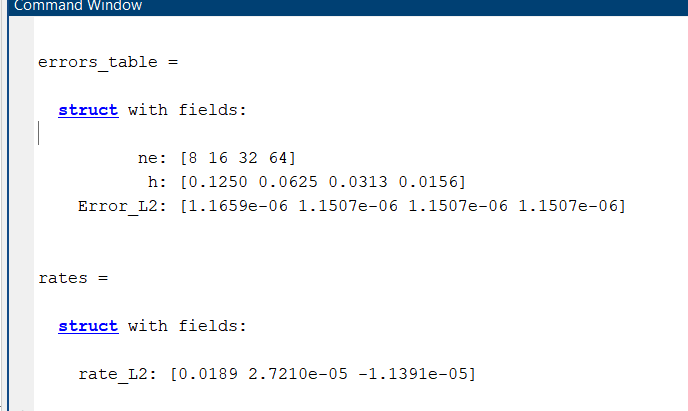 Command Window
errors_table =
struct with fields:
ne: [8 16 32 64]
h: [0.1250 0.0625 0.0313 0.0156]
Error_L2: [1.1659e-06 1.1507e-06 1.1507e-06 1.1507e-06]
rates =
struct with fields:
rate_L2: [0.0189 2.7210e-05 -1.1391e-05]